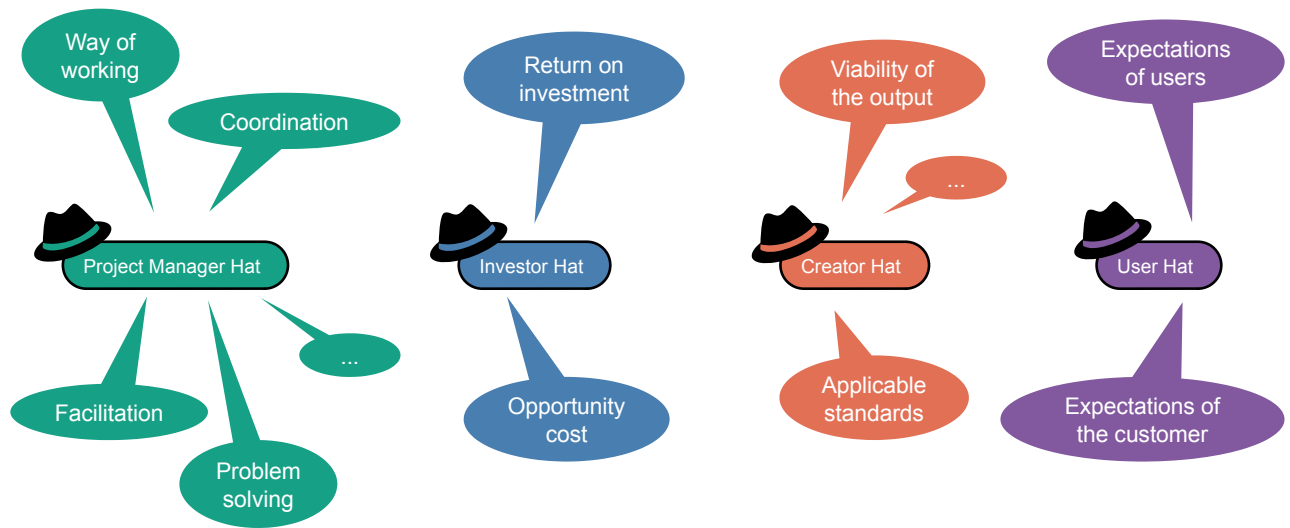 Way of
working
Coordination
Project Manager Hat
Facilitation
Problem
solving
...
Return on
investment
Investor Hat
Opportunity
cost
Viability of
the output
...
Creator Hat
Applicable
standards
Expectations
of users
User Hat
Expectations of
the customer